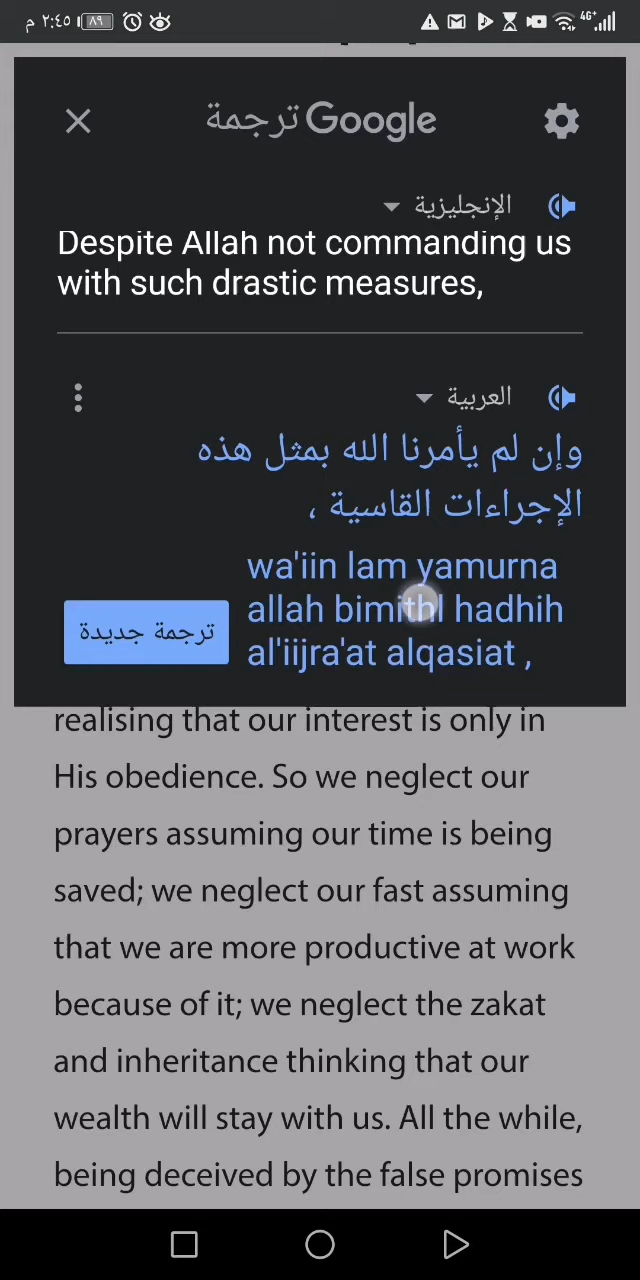 م ٢:٤٥ ٨٩ 4G+
ترجمة Google
الإنجليزية
Despite Allah not commanding us
with such drastic measures,
العربية
وإن لم يأمرنا الله بمثل هذه
الإجراءات القاسية ،
wa'iin lam yamurna
allah bimithl hadhih
al'iijra'at alqasiat ,
ترجمة جديدة
realising that our interest is only in
His obedience. So we neglect our
prayers assuming our time is being
saved; we neglect our fast assuming
that we are more productive at work
because of it; we neglect the zakat
and inheritance thinking that our
wealth will stay with us. All the while,
being deceived by the false promises